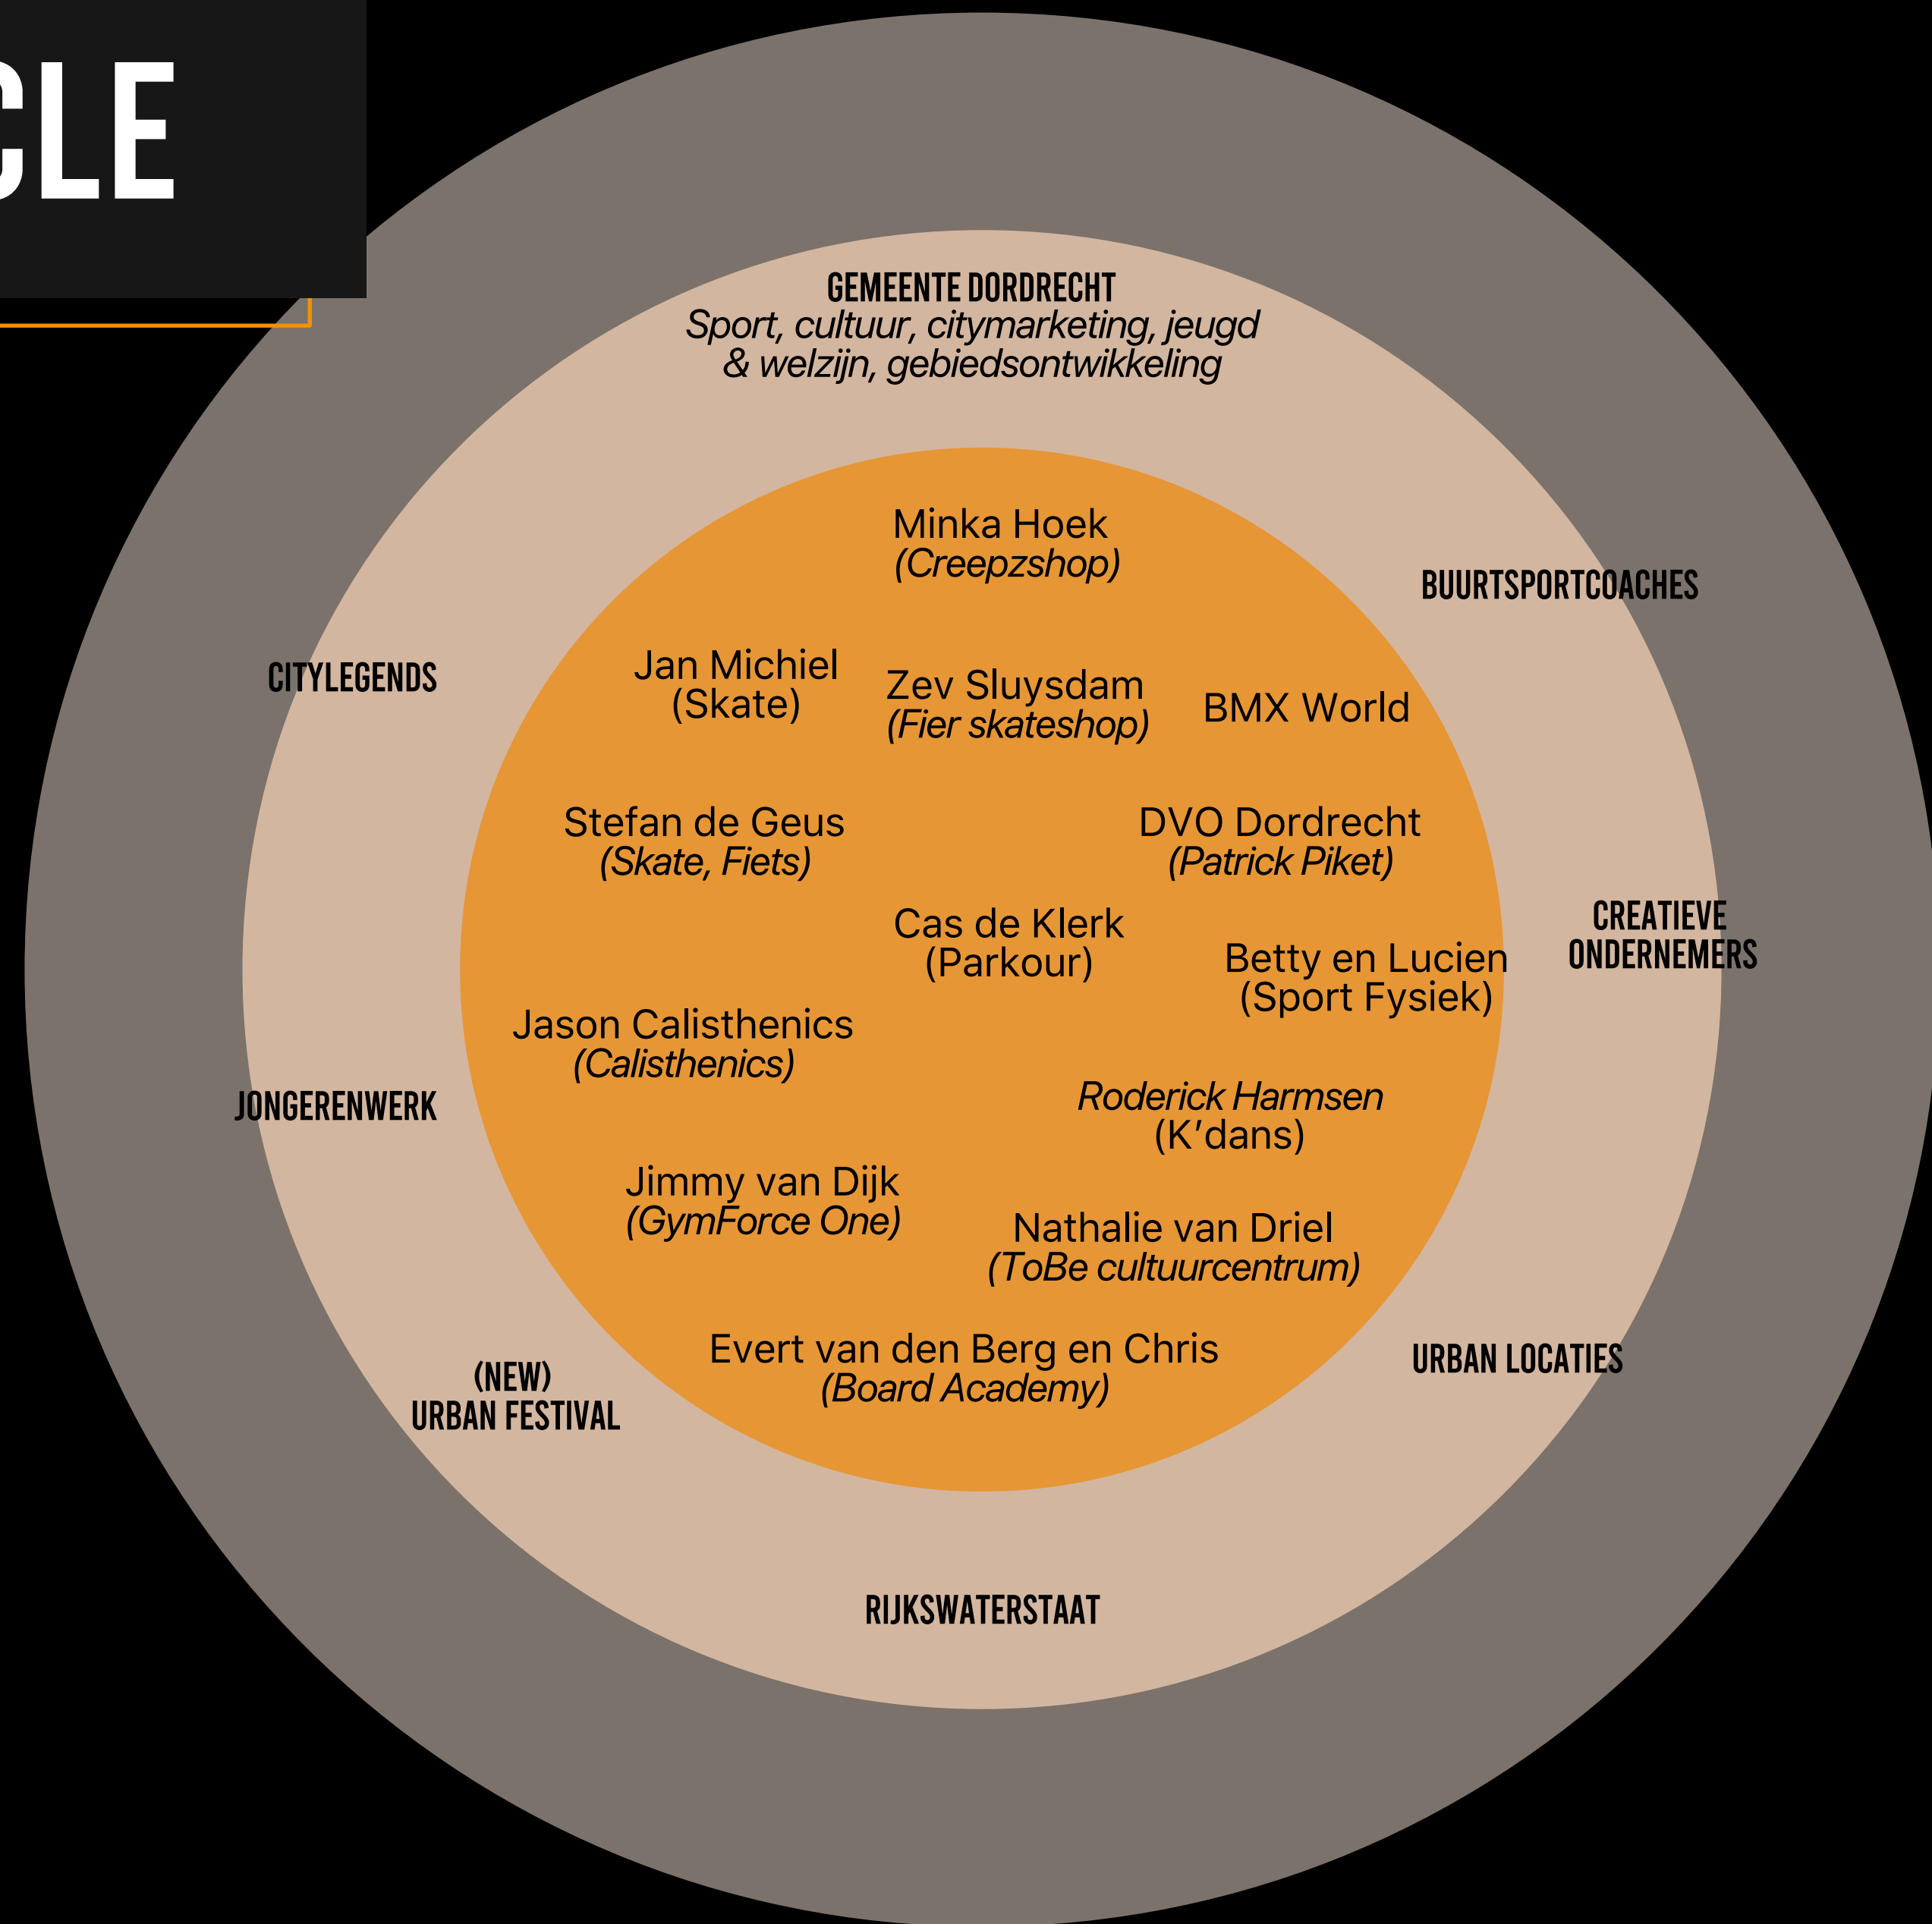 CLE
GEMEENTE DORDRECHT
Sport, cultuur, citymarketing, jeugd
& welzijn, gebiedsontwikkeling
Minka Hoek
(Creepzshop)
BUURTSPORTCOACHES
CITYLEGENDS
Jan Michiel
(Skate)
Zev Sluysdam
(Fier skateshop)
BMX World
Stefan de Geus
(Skate, Fiets)
DVO Dordrecht
(Patrick Piket)
Cas de Klerk
(Parkour)
CREATIEVE
ONDERNEMERS
Betty en Lucien
(Sport Fysiek)
Jason Calisthenics
(Calisthenics)
JONGERENWERK
Roderick Harmsen
(K'dans)
Jimmy van Dijk
(GymForce One)
Nathalie van Driel
(ToBe cultuurcentrum)
Evert van den Berg en Chris
(Board Academy)
URBAN LOCATIES
(NEW)
URBAN FESTIVAL
RIJKSWATERSTAAT